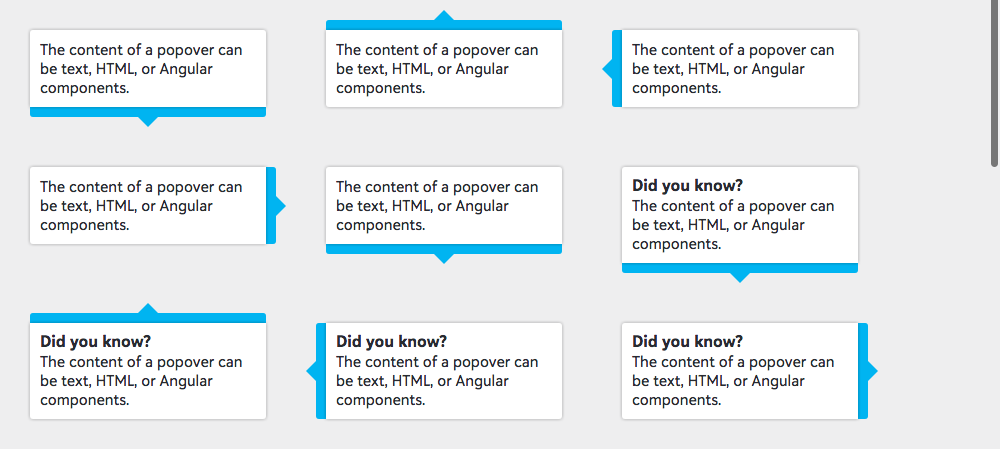 The content of a popover can
be text, HTML, or Angular
components.
The content of a popover can
be text, HTML, or Angular
components.
The content of a popover can
be text, HTML, or Angular
components.
The content of a popover can
be text, HTML, or Angular
components.
The content of a popover can
be text, HTML, or Angular
components.
Did you know?
The content of a popover can
be text, HTML, or Angular
components.
Did you know?
The content of a popover can
be text, HTML, or Angular
components.
Did you know?
The content of a popover can
be text, HTML, or Angular
components.
Did you know?
The content of a popover can
be text, HTML, or Angular
components.